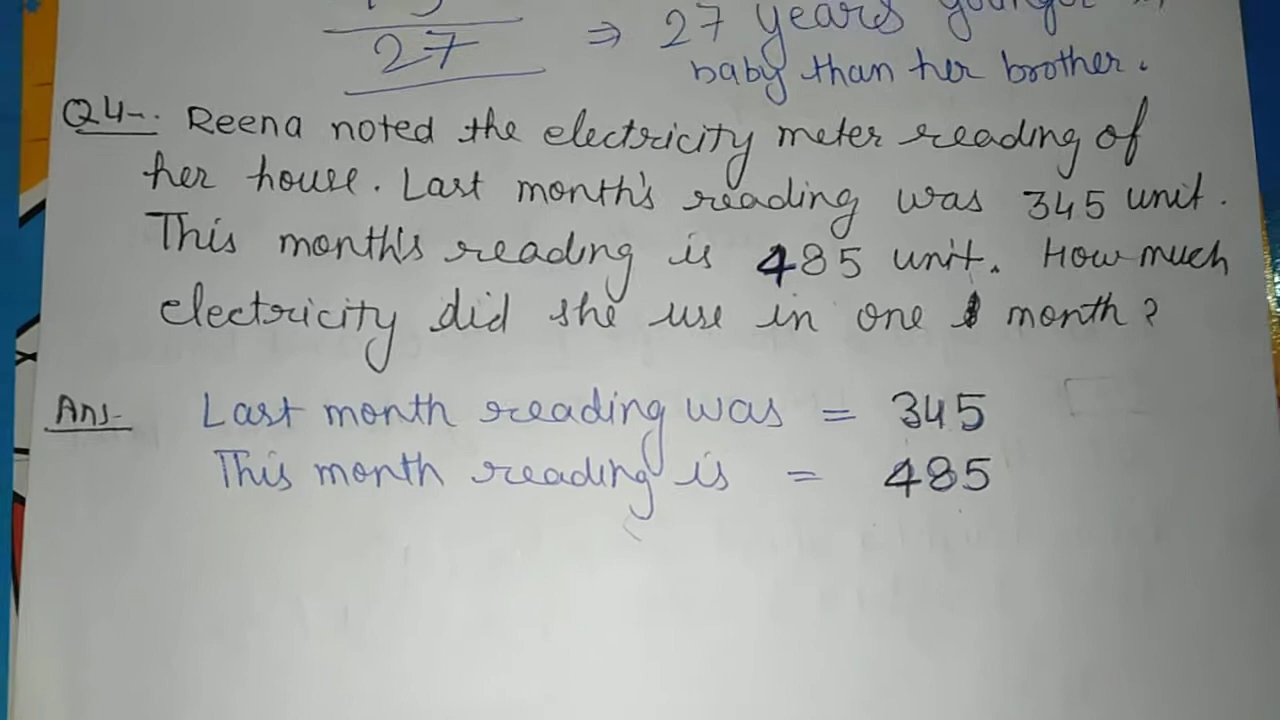 27 ⇒ 27 years
baby than her brother.
Q4-. Reena noted the electricity meter reading of
her house. Last month's reading was 345 unit.
This month's reading is 485 unit. How much
electricity did she use in one month?
Ans- Last month reading was = 345
This month reading is = 485